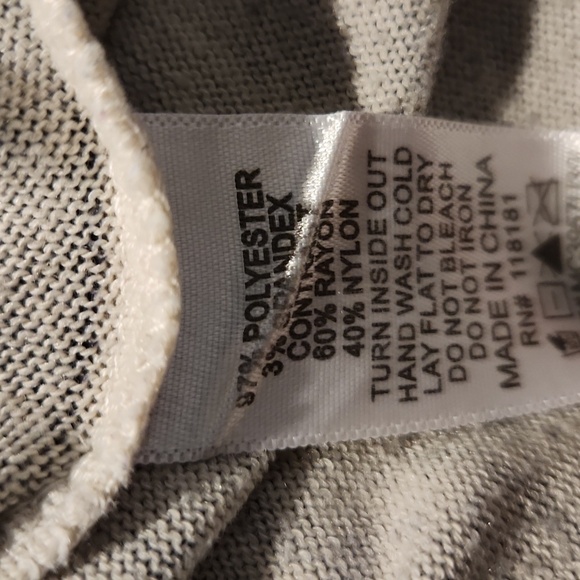 97% POLYESTER
3% SPANDEX
CONTRAST
60% RAYON
40% NYLON
TURN INSIDE OUT
HAND WASH COLD
LAY FLAT TO DRY
DO NOT BLEACH
DO NOT IRON
MADE IN CHINA
RN# 118181